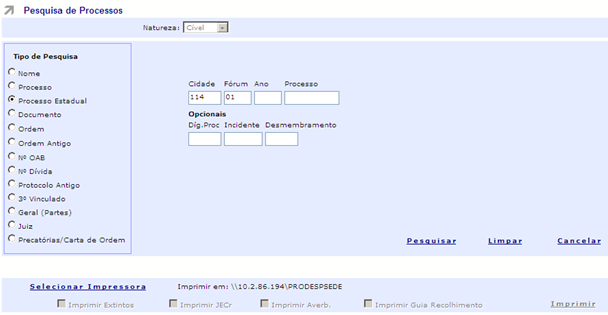 Pesquisa de Processos
Natureza: Cível
Tipo de Pesquisa
Nome
Processo
Processo Estadual
Documento
Ordem
Ordem Antigo
Nº OAB
Nº Dívida
Protocolo Antigo
3º Vinculado
Geral (Partes)
Juiz
Precatórias/Carta de Ordem
Cidade Fórum Ano Processo
114 01
Opcionais
Díg.Proc Incidente Desmembramento
Pesquisar Limpar Cancelar
Selecionar Impressora Imprimir em: \\10.2.86.194\PRODESPSEDE
Imprimir Extintos Imprimir JECr Imprimir Averb. Imprimir Guia Recolhimento Imprimir